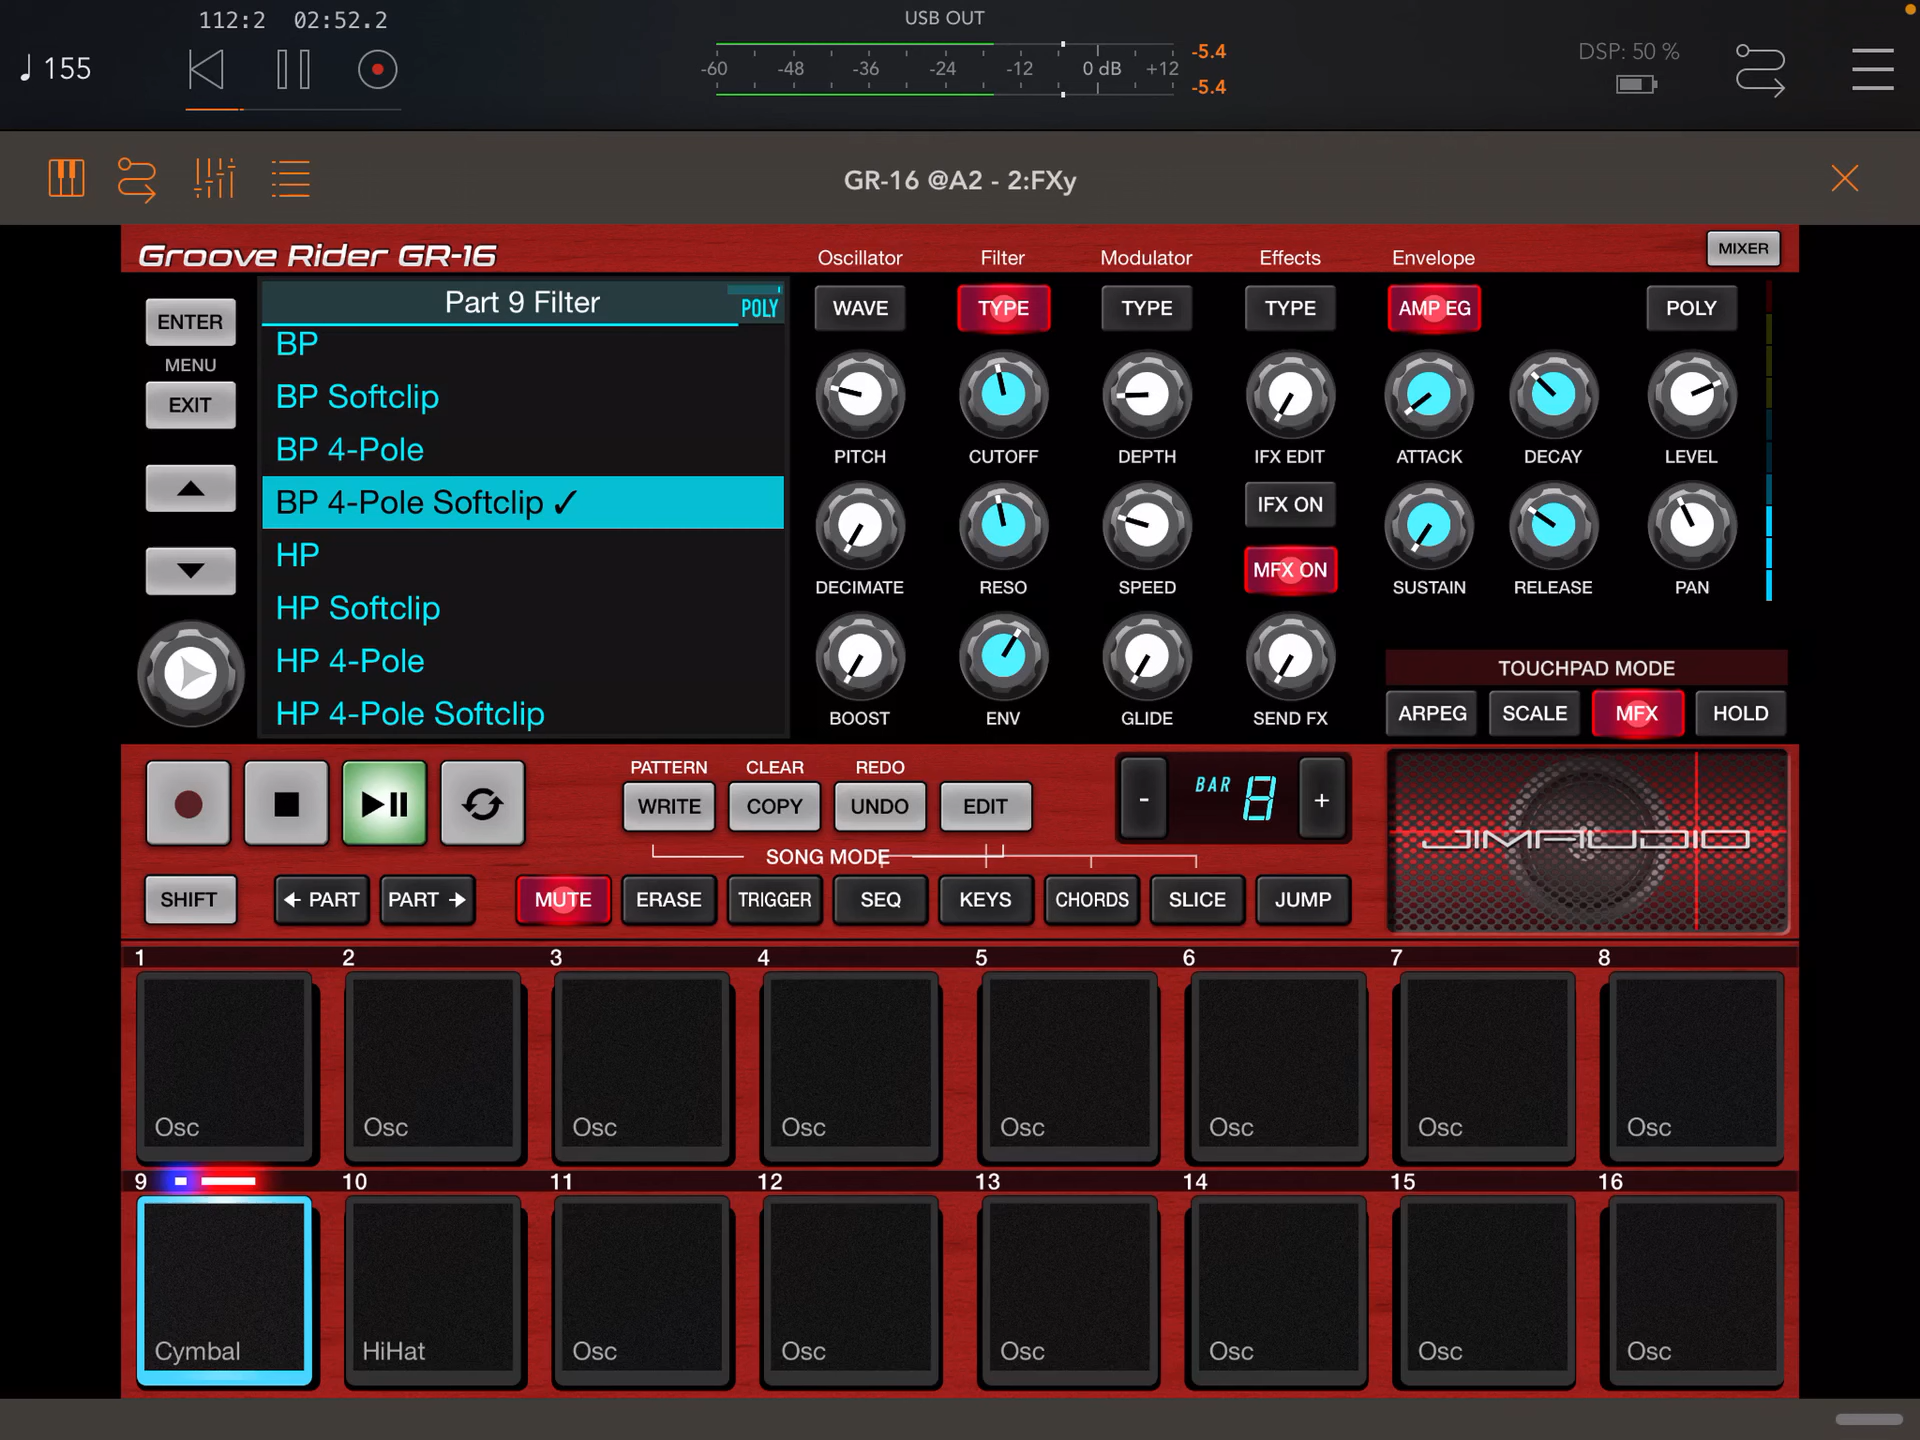 112:2 02:52.2
USB OUT
♩ 155
-60 -48 -36 -24 -12 0 dB +12
-5.4
-5.4
DSP: 50 %
GR-16 @A2 - 2:FXy
Groove Rider GR-16
Oscillator Filter Modulator Effects Envelope
MIXER
ENTER
MENU
EXIT
Part 9 Filter
POLY
BP
BP Softclip
BP 4-Pole
BP 4-Pole Softclip ✓
HP
HP Softclip
HP 4-Pole
HP 4-Pole Softclip
WAVE TYPE TYPE TYPE AMP EG POLY
PITCH CUTOFF DEPTH IFX EDIT ATTACK DECAY LEVEL
IFX ON
MFX ON
DECIMATE RESO SPEED SUSTAIN RELEASE PAN
BOOST ENV GLIDE SEND FX
TOUCHPAD MODE
ARPEG SCALE MFX HOLD
PATTERN CLEAR REDO
WRITE COPY UNDO EDIT
- BAR 8 +
JIMAUDIO
SONG MODE
SHIFT ← PART PART → MUTE ERASE TRIGGER SEQ KEYS CHORDS SLICE JUMP
1 2 3 4 5 6 7 8
Osc Osc Osc Osc Osc Osc Osc Osc
9 10 11 12 13 14 15 16
Cymbal HiHat Osc Osc Osc Osc Osc Osc